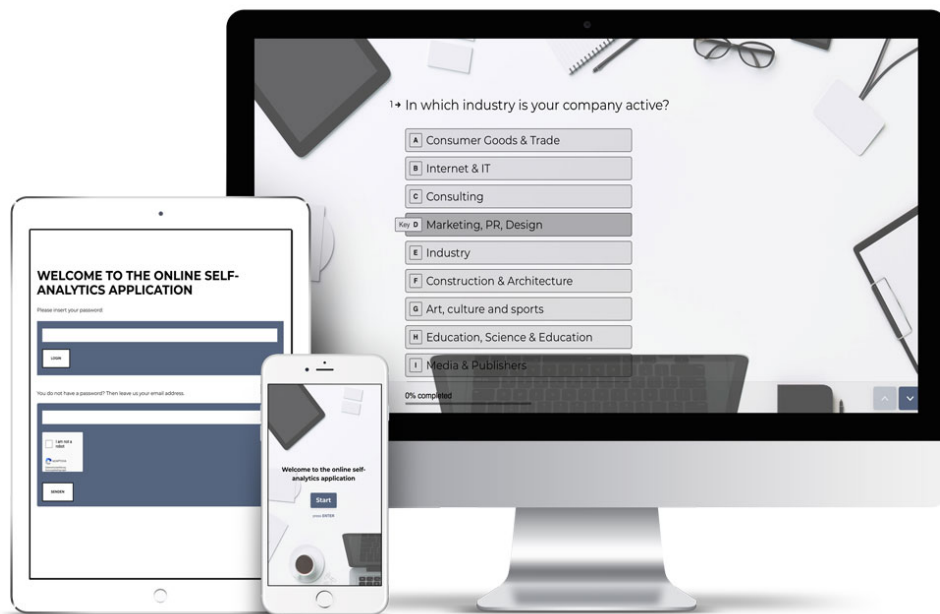 1→ In which industry is your company active?
A Consumer Goods & Trade
B Internet & IT
C Consulting
Key D Marketing, PR, Design
E Industry
F Construction & Architecture
G Art, culture and sports
H Education, Science & Education
I Media & Publishers
0% completed
WELCOME TO THE ONLINE SELF-
ANALYTICS APPLICATION
Please insert your password:
LOGIN
You do not have a password? Then leave us your email address.
I am not a
robot
reCAPTCHA
SENDEN
Welcome to the online self-
analytics application
Start
press ENTER